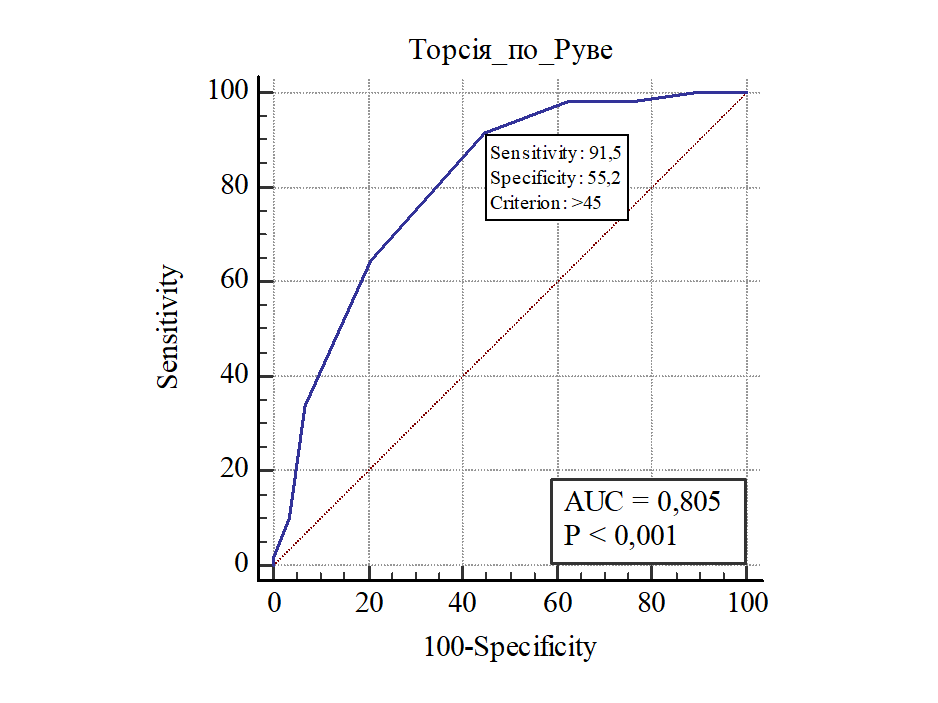 Торсія_по_Руве
100
80
60
40
20
0
Sensitivity
Sensitivity: 91,5
Specificity: 55,2
Criterion: >45
AUC = 0,805
P < 0,001
0 20 40 60 80 100
100-Specificity